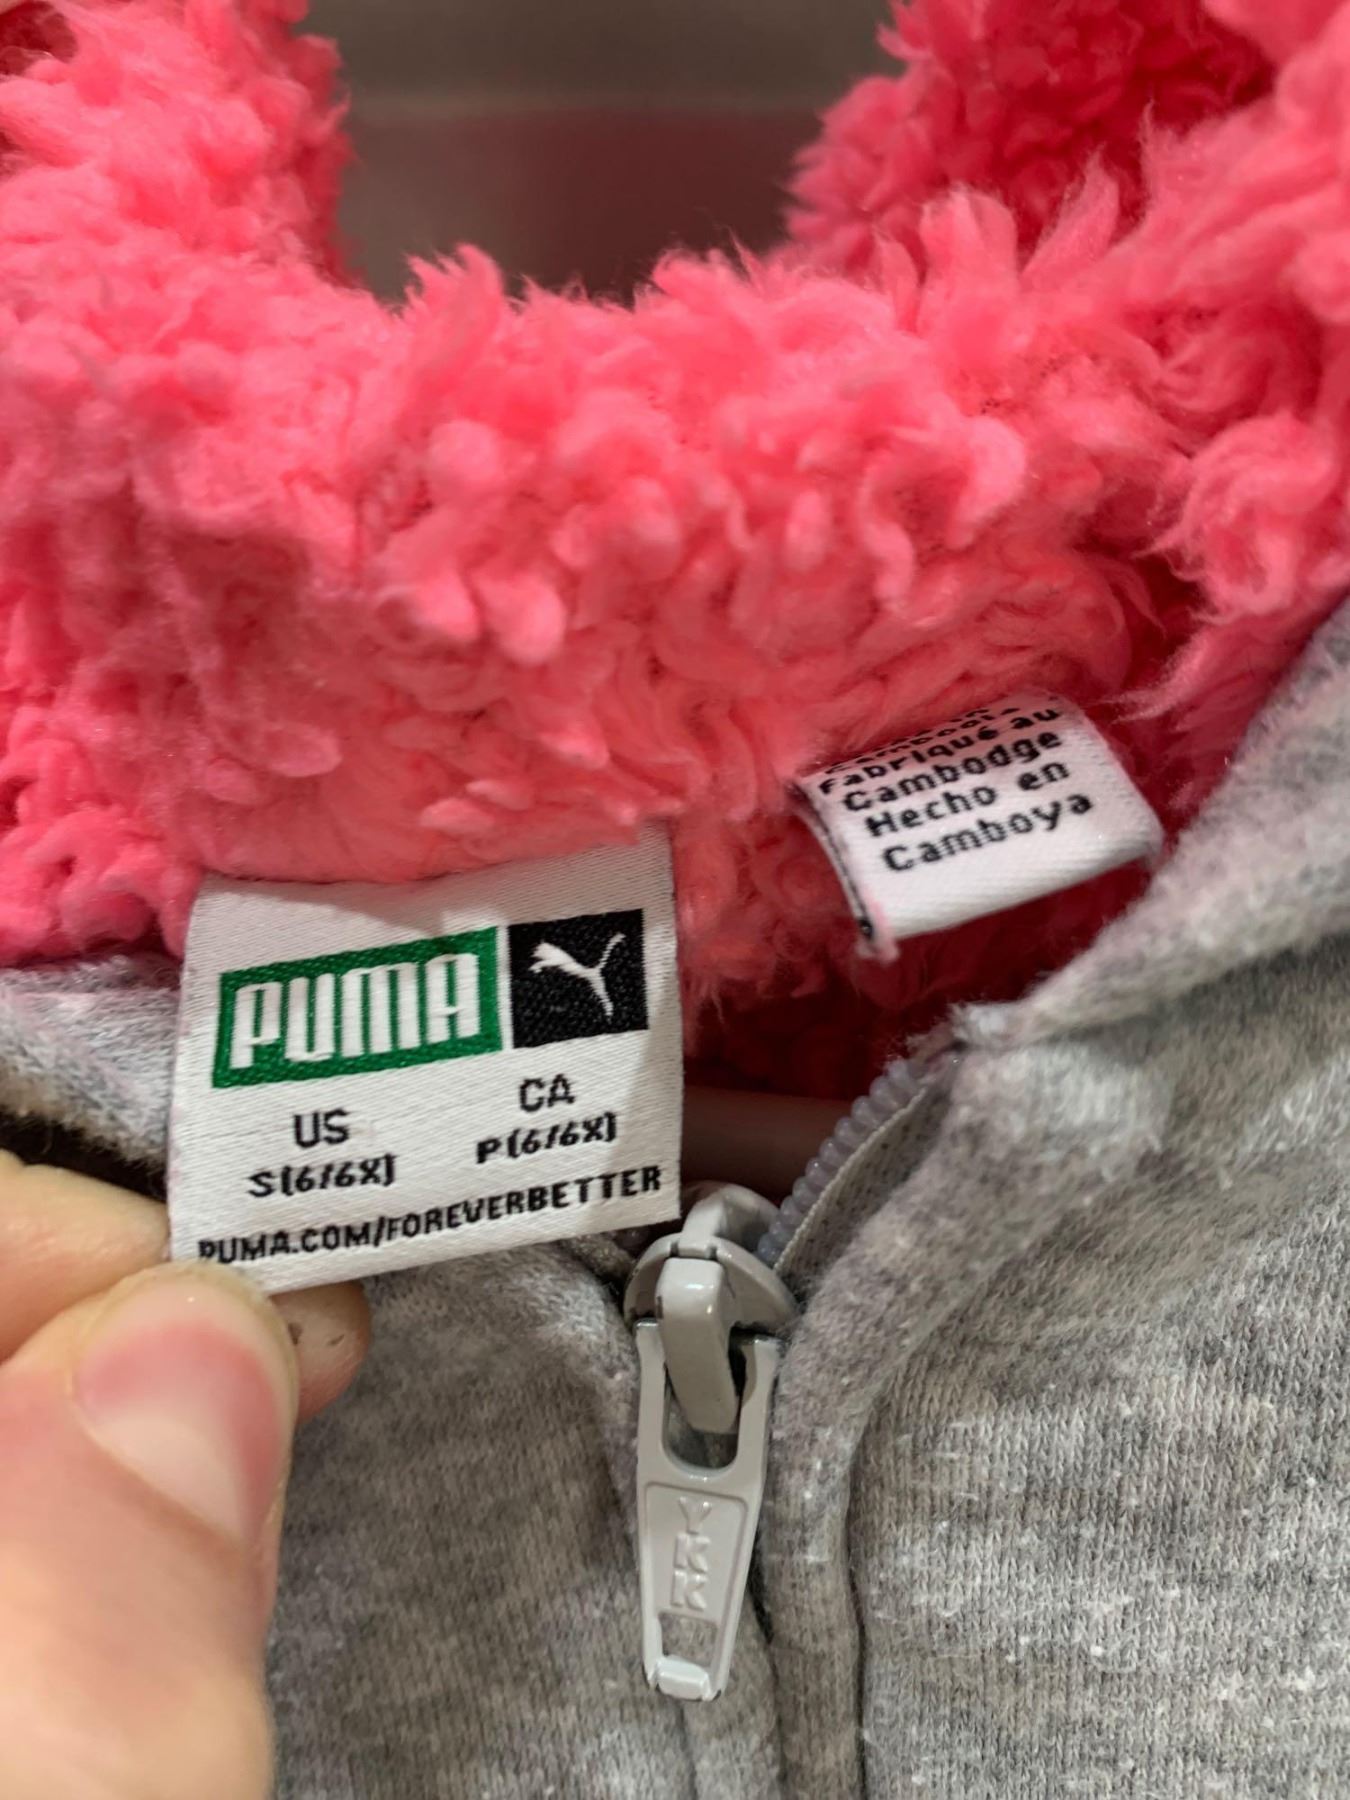 PUMA
US
S(6/6X)
CA
P(6/6X)
PUMA.COM/FOREVERBETTER
Fabriqué au
Cambodge
Hecho en
Camboya
YKK